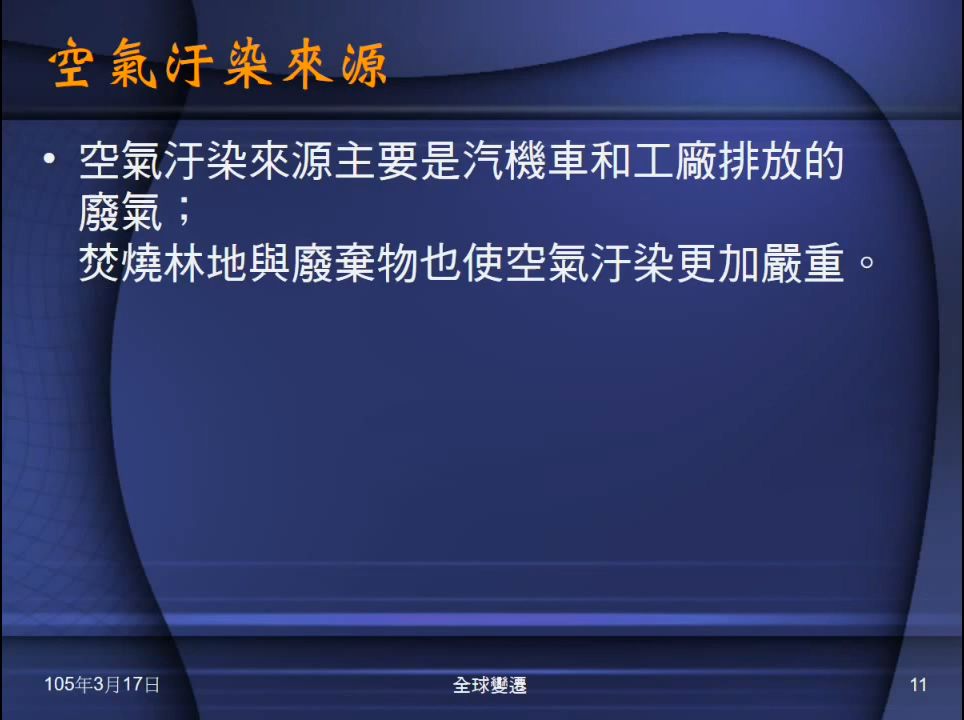 空氣汙染來源
• 空氣汙染來源主要是汽機車和工廠排放的
廢氣；
焚燒林地與廢棄物也使空氣汙染更加嚴重。
105年3月17日
全球變遷
11